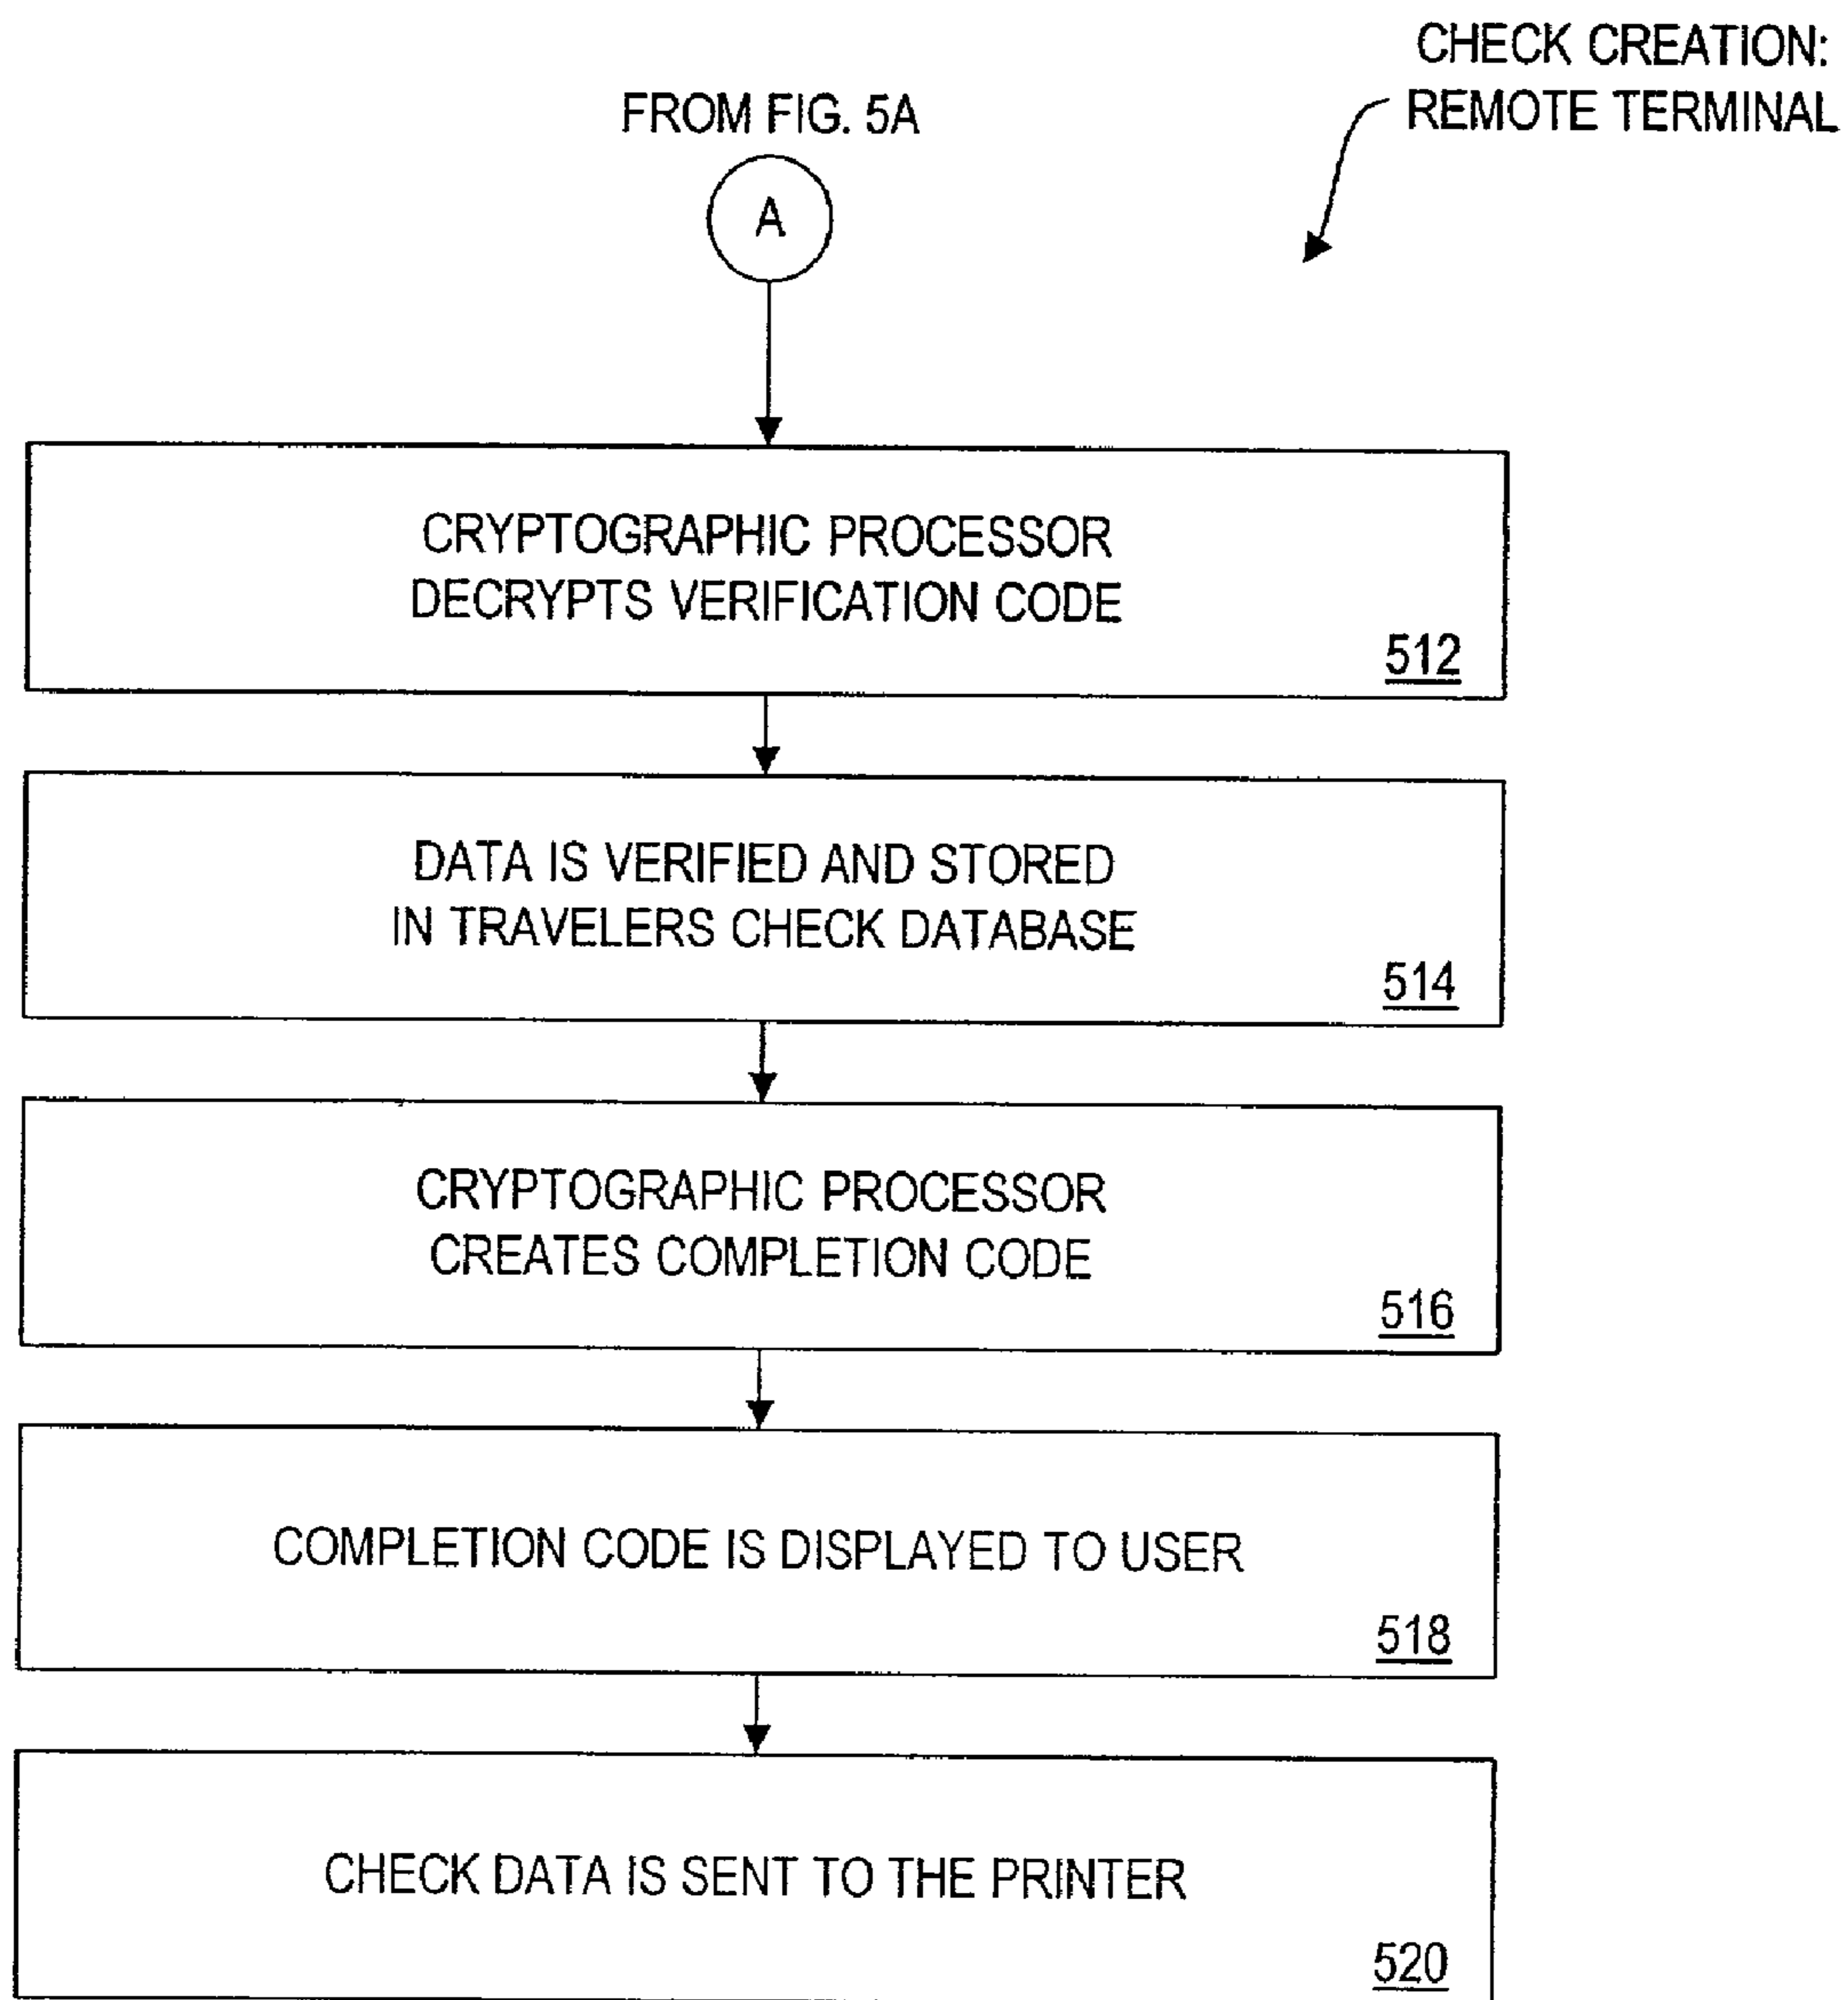 CHECK CREATION:
REMOTE TERMINAL
FROM FIG. 5A
A
CRYPTOGRAPHIC PROCESSOR
DECRYPTS VERIFICATION CODE
512
DATA IS VERIFIED AND STORED
IN TRAVELERS CHECK DATABASE
514
CRYPTOGRAPHIC PROCESSOR
CREATES COMPLETION CODE
516
COMPLETION CODE IS DISPLAYED TO USER
518
CHECK DATA IS SENT TO THE PRINTER
520